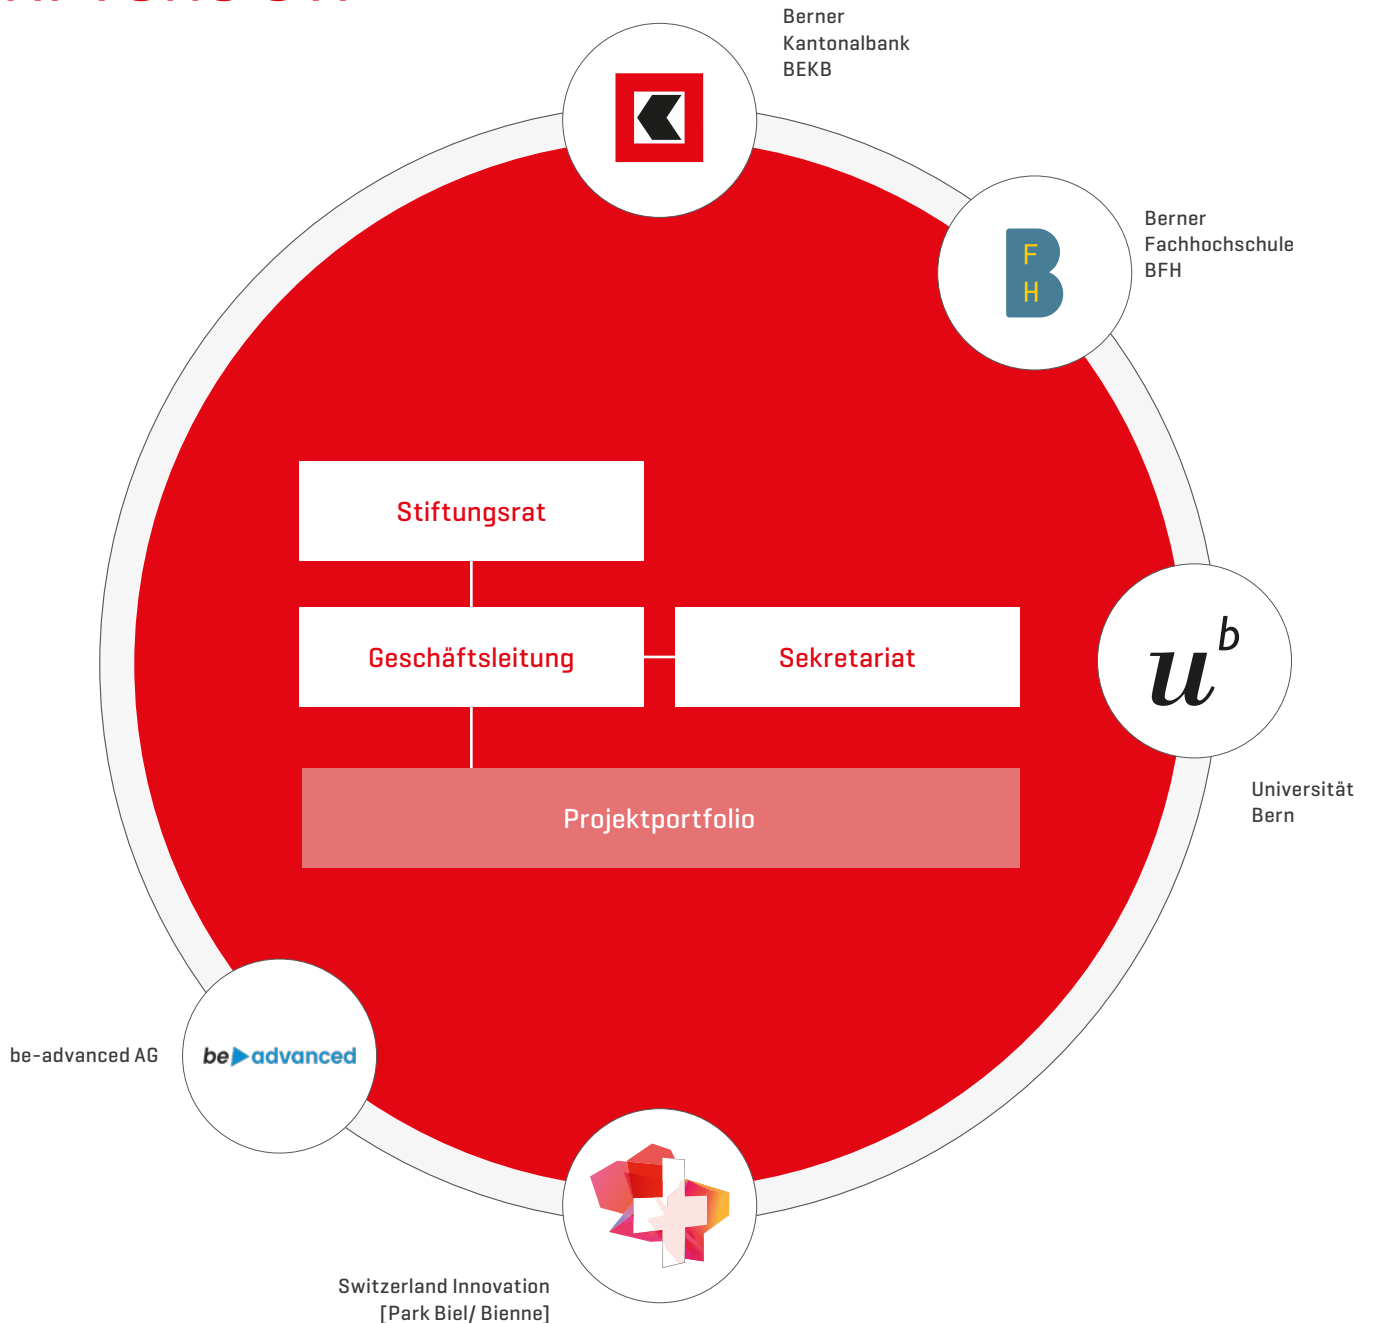 Berner
Kantonalbank
BEKB
Berner
Fachhochschule
BFH
F
H
Stiftungsrat
Geschäftsleitung
Sekretariat
u b
Universität
Bern
Projektportfolio
be-advanced AG
be advanced
Switzerland Innovation
[Park Biel/ Bienne]